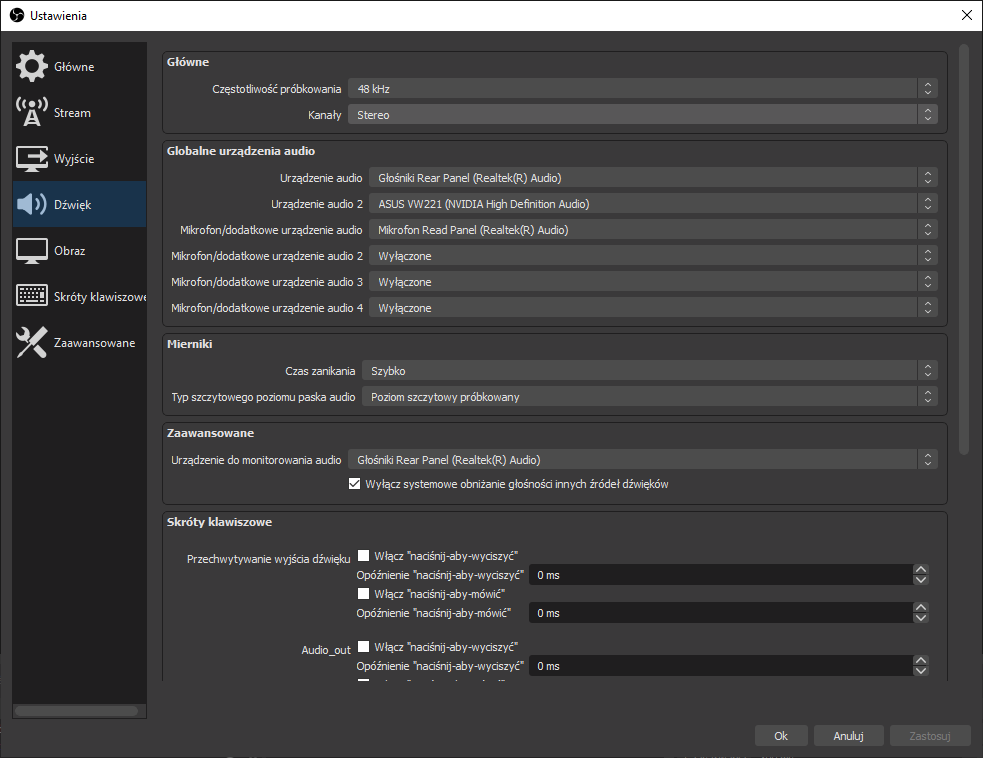 Ustawienia
Główne
Stream
Wyjście
Dźwięk
Obraz
Skróty klawiszowe
Zaawansowane
Główne
Częstotliwość próbkowania 48 kHz
Kanały Stereo
Globalne urządzenia audio
Urządzenie audio Głośniki Rear Panel (Realtek(R) Audio)
Urządzenie audio 2 ASUS VW221 (NVIDIA High Definition Audio)
Mikrofon/dodatkowe urządzenie audio Mikrofon Read Panel (Realtek(R) Audio)
Mikrofon/dodatkowe urządzenie audio 2 Wyłączone
Mikrofon/dodatkowe urządzenie audio 3 Wyłączone
Mikrofon/dodatkowe urządzenie audio 4 Wyłączone
Mierniki
Czas zanikania Szybko
Typ szczytowego poziomu paska audio Poziom szczytowy próbkowany
Zaawansowane
Urządzenie do monitorowania audio Głośniki Rear Panel (Realtek(R) Audio)
Wyłącz systemowe obniżanie głośności innych źródeł dźwięków
Skróty klawiszowe
Przechwytywanie wyjścia dźwięku Włącz "naciśnij-aby-wyciszyć"
Opóźnienie "naciśnij-aby-wyciszyć" 0 ms
Włącz "naciśnij-aby-mówić"
Opóźnienie "naciśnij-aby-mówić" 0 ms
Audio_out Włącz "naciśnij-aby-wyciszyć"
Opóźnienie "naciśnij-aby-wyciszyć" 0 ms
Ok Anuluj Zastosuj